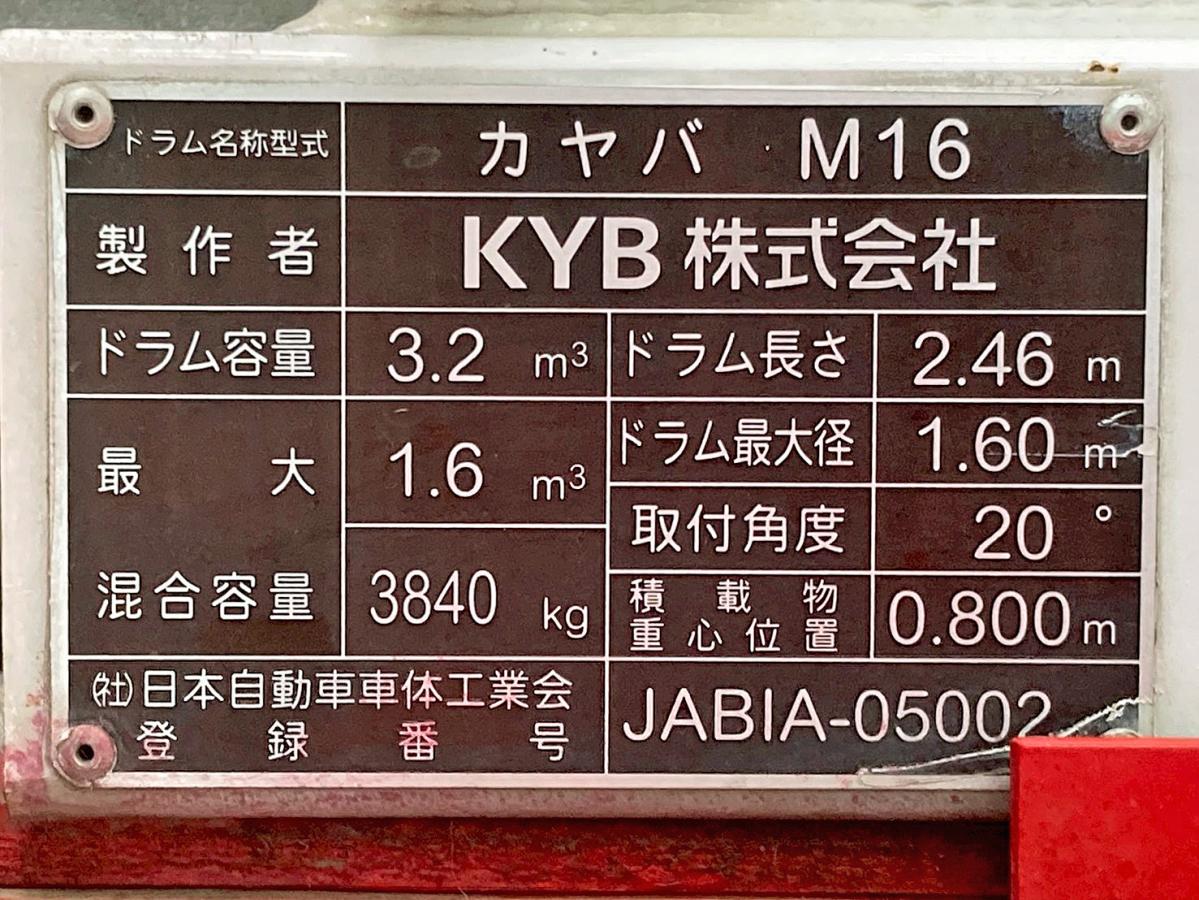 ドラム名称型式 カヤバ M16
製作者 KYB株式会社
ドラム容量 3.2 m³ ドラム長さ 2.46 m
最大 1.6 m³ ドラム最大径 1.60 m
取付角度 20 °
混合容量 3840 kg 積載物 0.800 m
重心位置
㈳日本自動車車体工業会 JABIA-05002
登録番号